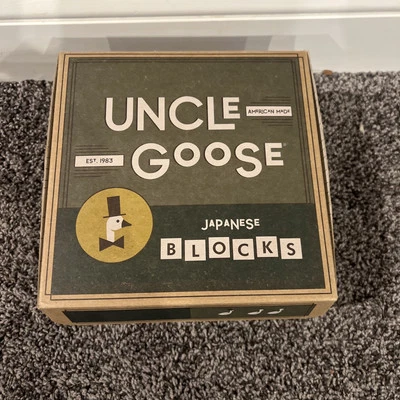 UNCLE
AMERICAN MADE
EST. 1983
GOOSE
JAPANESE
BLOCKS